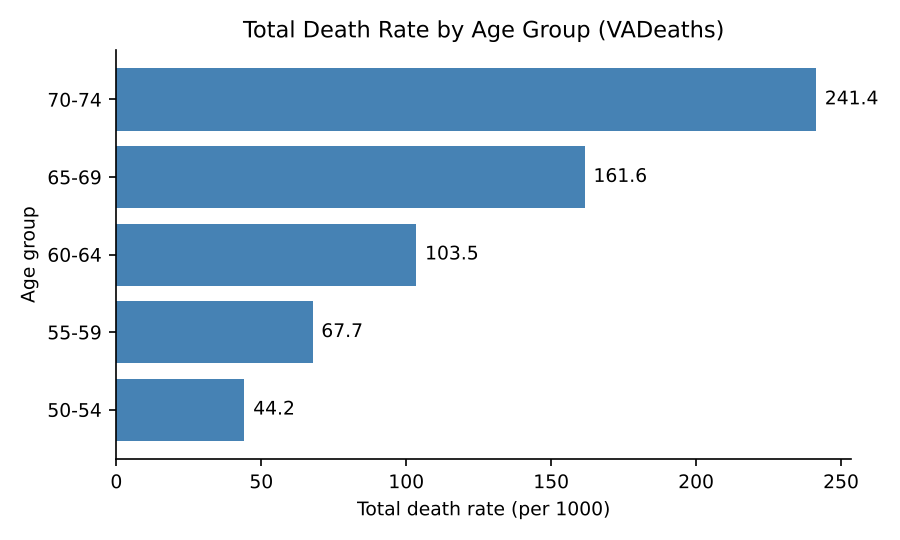 Total Death Rate by Age Group (VADeaths)
Age group
70-74
241.4
65-69
161.6
60-64
103.5
55-59
67.7
50-54
44.2
0 50 100 150 200 250
Total death rate (per 1000)